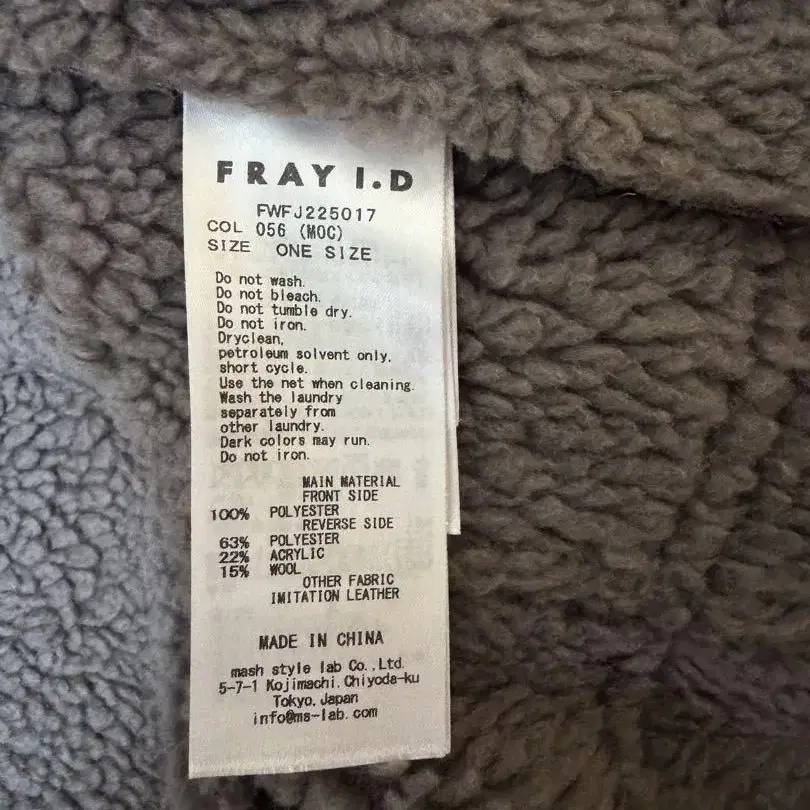 FRAY I.D
FWFJ225017
COL 056 (MOC)
SIZE ONE SIZE
Do not wash.
Do not bleach.
Do not tumble dry.
Do not iron.
Dryclean,
petroleum solvent only,
short cycle.
Use the net when cleaning.
Wash the laundry
separately from
other laundry.
Dark colors may run.
Do not iron.
MAIN MATERIAL
FRONT SIDE
100% POLYESTER
REVERSE SIDE
63% POLYESTER
22% ACRYLIC
15% WOOL
OTHER FABRIC
IMITATION LEATHER
MADE IN CHINA
mash style lab Co.,Ltd.
5-7-1 Kojimachi,Chiyoda-ku
Tokyo,Japan
info@ms-lab.com